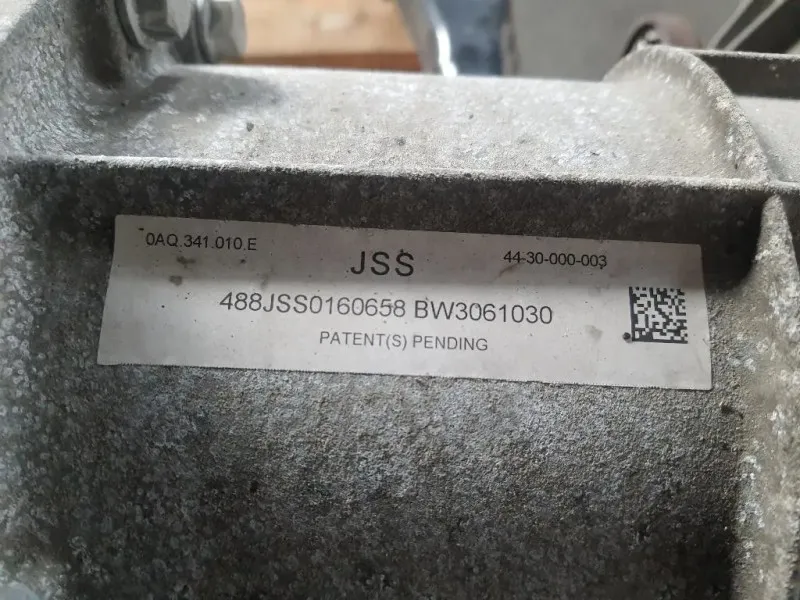 0AQ.341.010.E
JSS
44-30-000-003
488JSS0160658 BW3061030
PATENT(S) PENDING